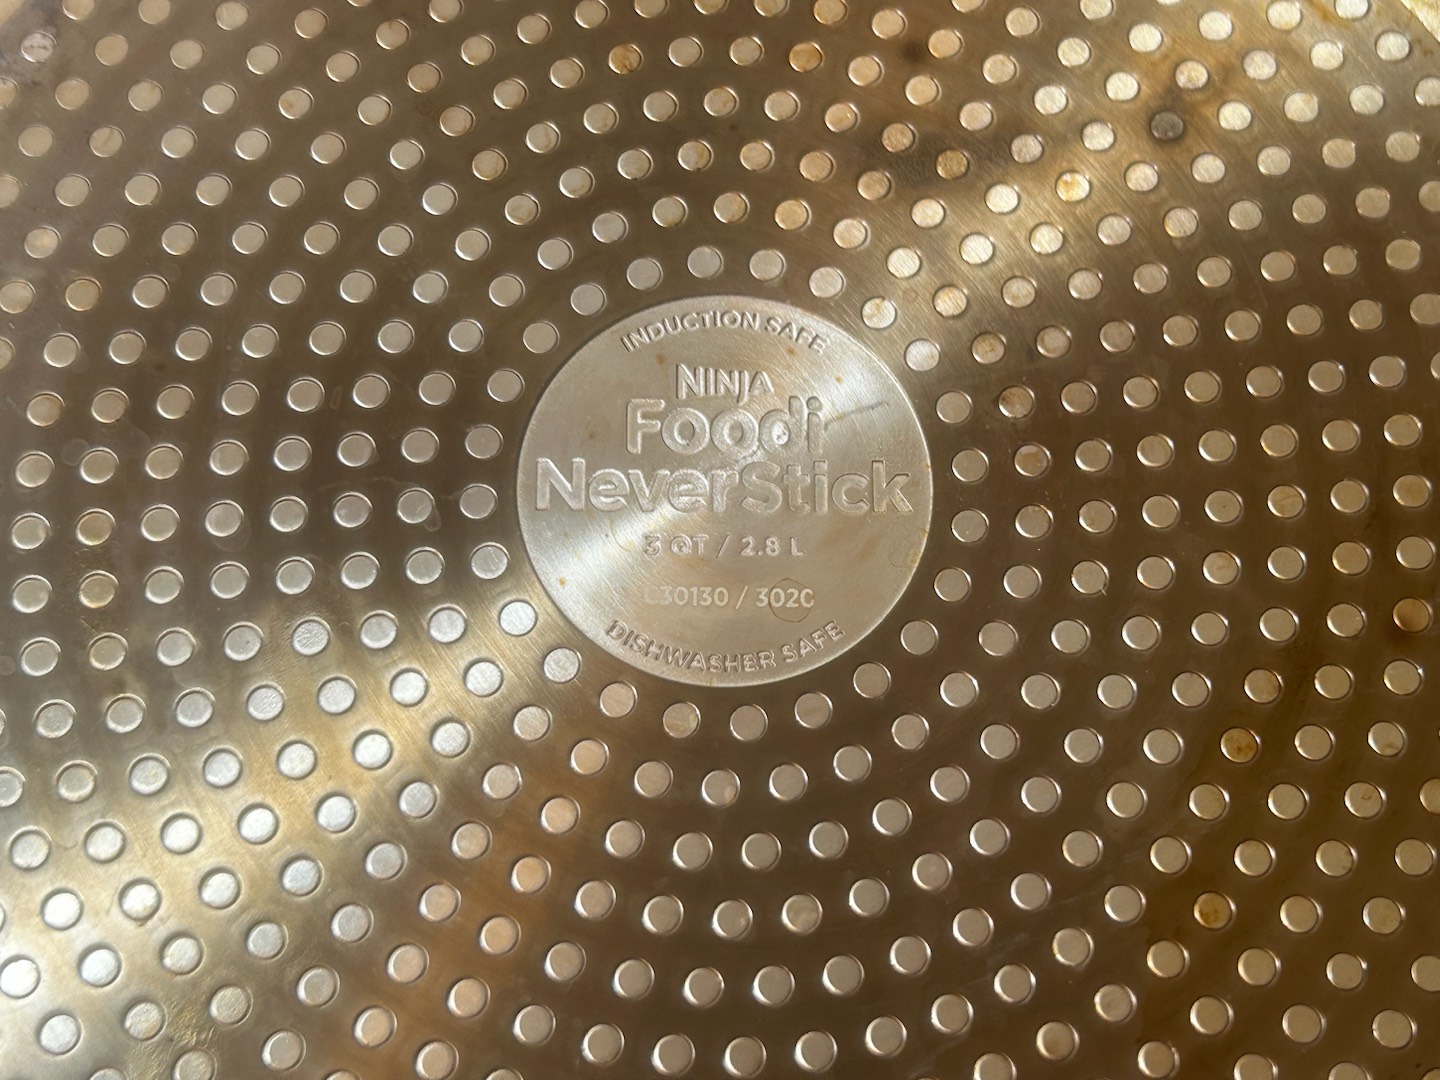 INDUCTION SAFE
NINJA
Foodi
NeverStick
3 QT / 2.8 L
C30130 / 302C
DISHWASHER SAFE